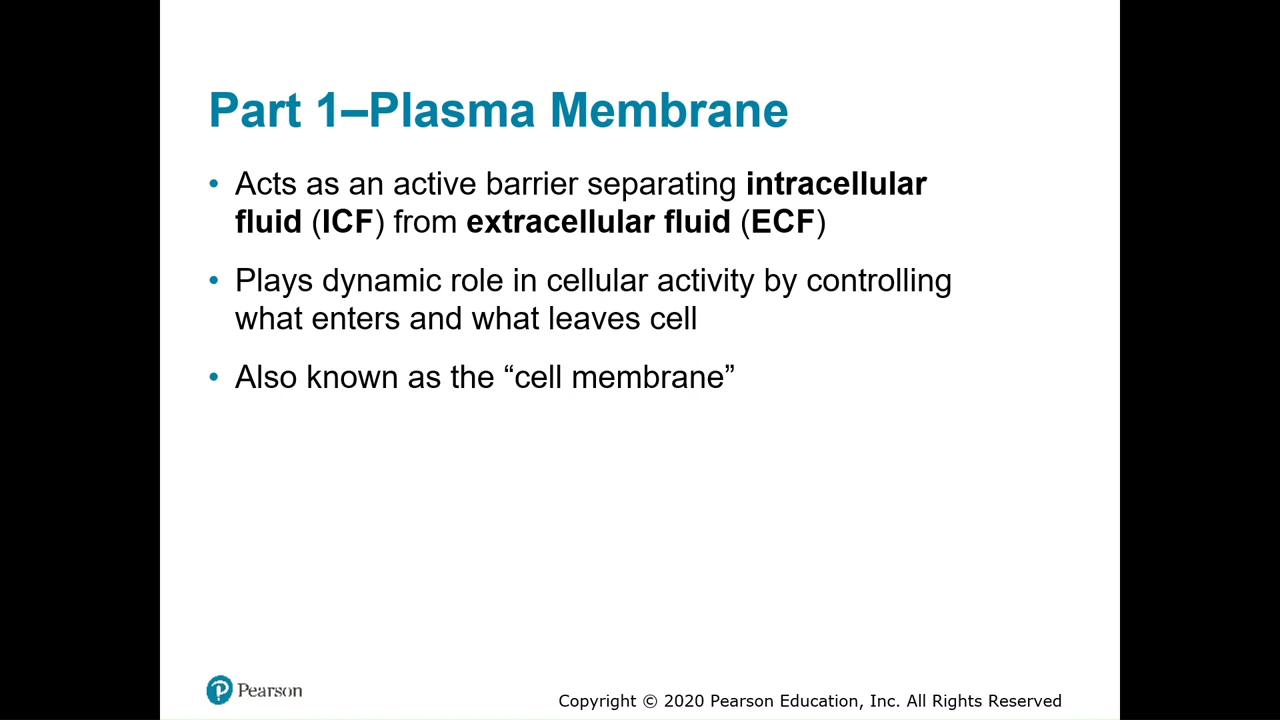 Part 1–Plasma Membrane
• Acts as an active barrier separating intracellular
fluid (ICF) from extracellular fluid (ECF)
• Plays dynamic role in cellular activity by controlling
what enters and what leaves cell
• Also known as the “cell membrane”
P Pearson
Copyright © 2020 Pearson Education, Inc. All Rights Reserved